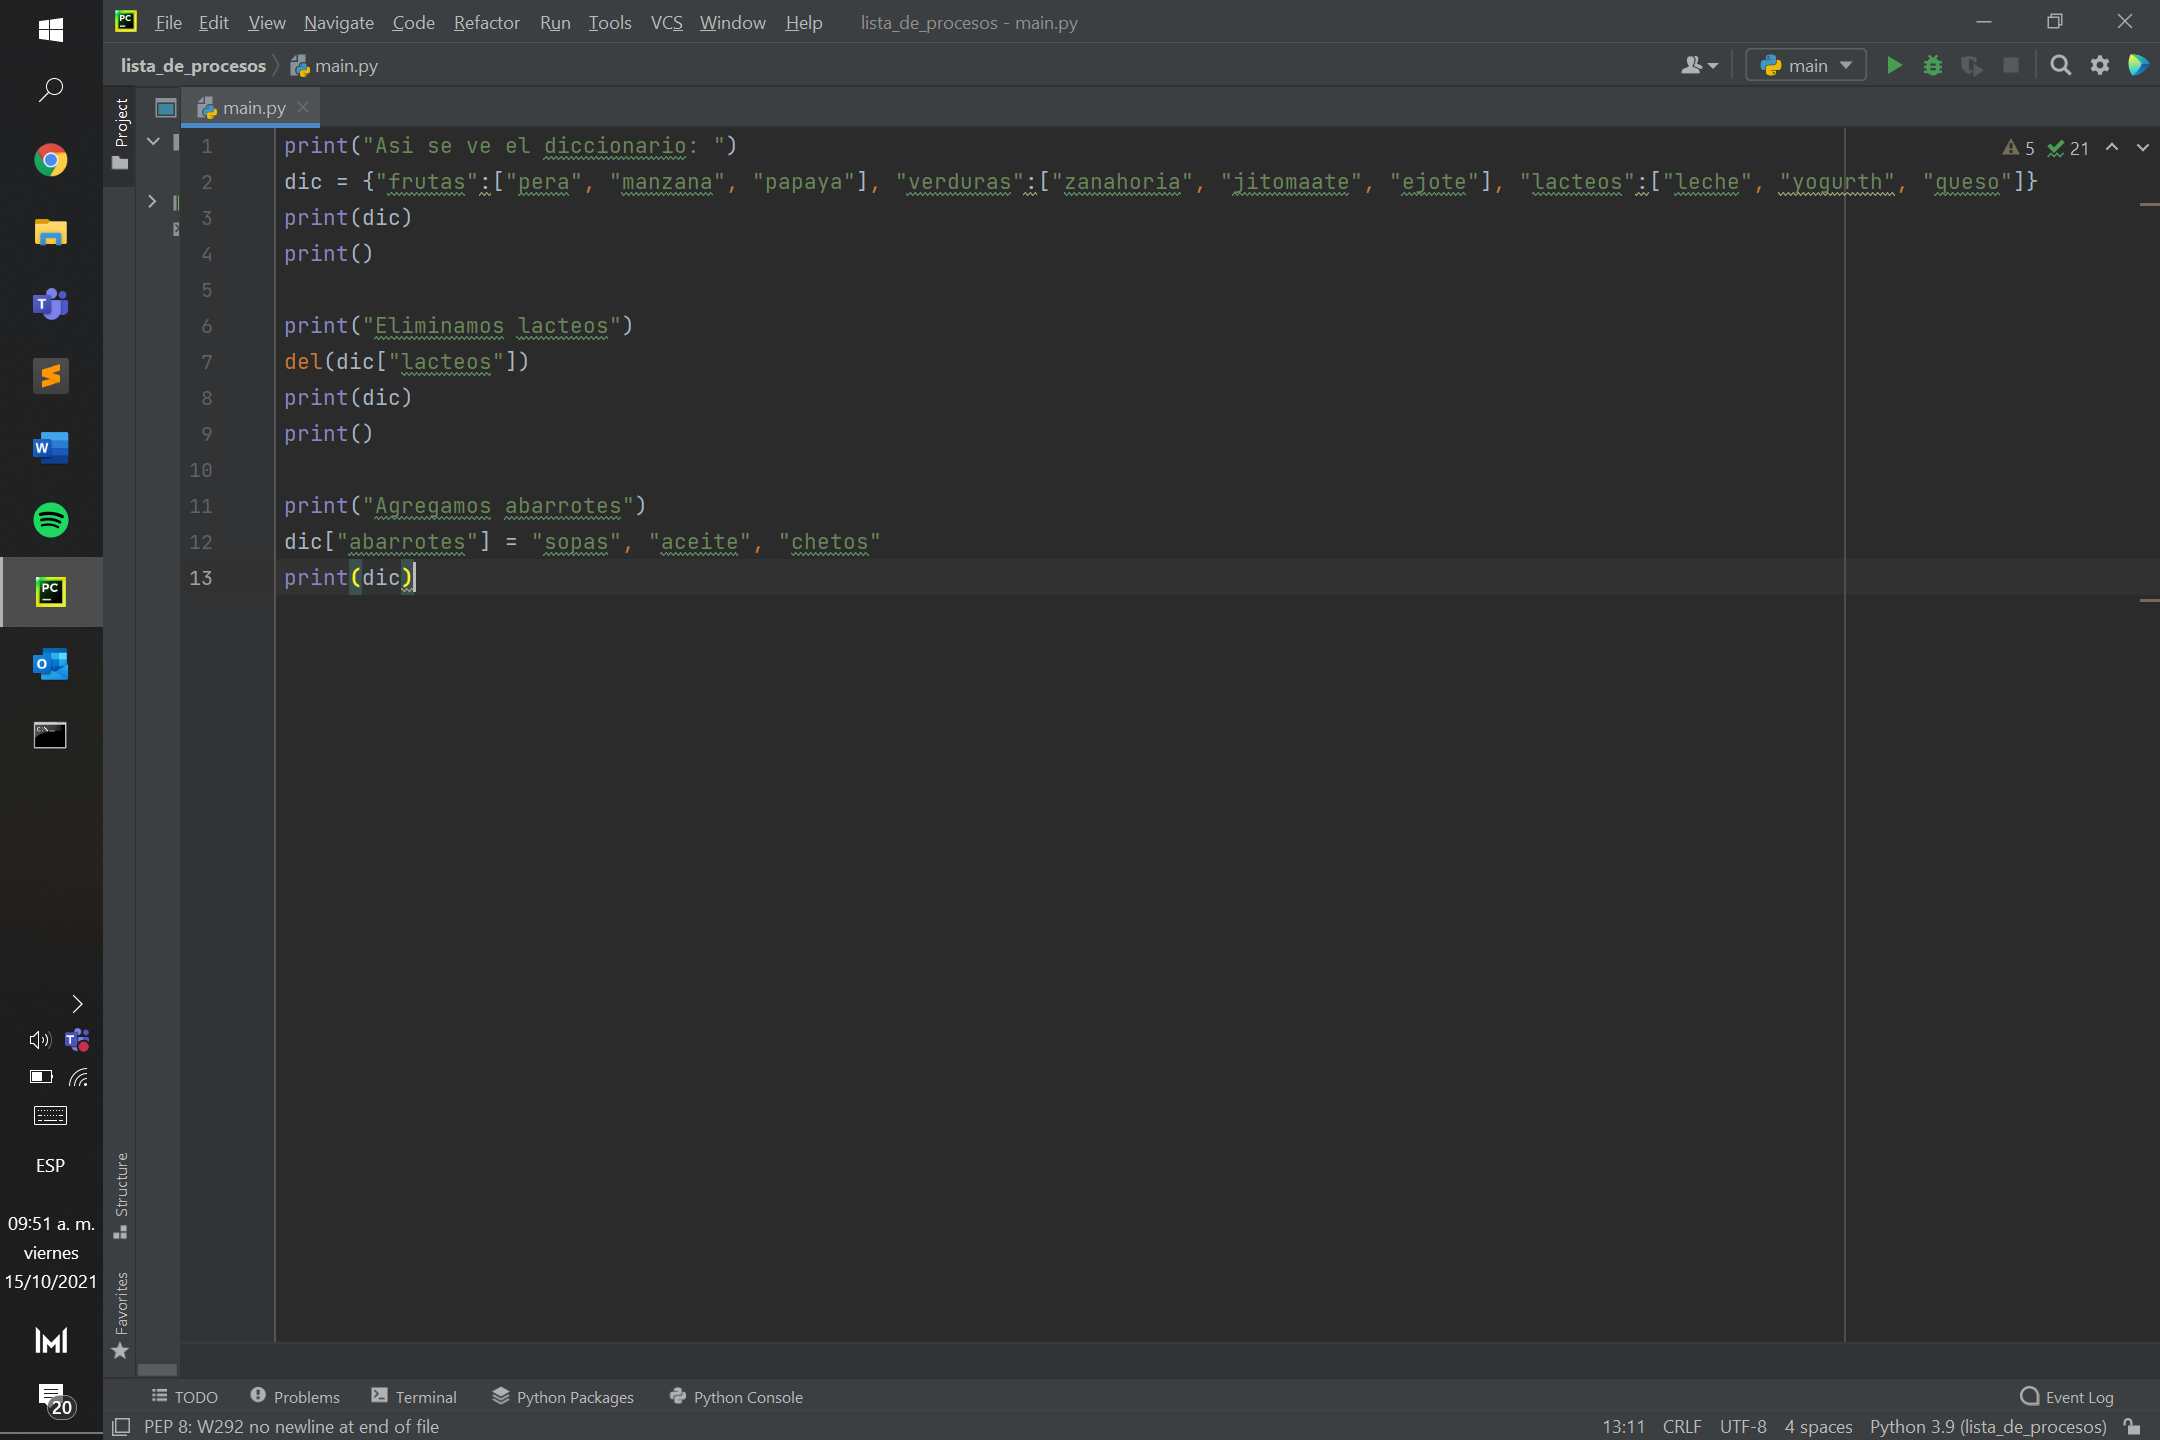 File Edit View Navigate Code Refactor Run Tools VCS Window Help lista_de_procesos - main.py
lista_de_procesos main.py
main
Project
main.py
5 21
1 print("Asi se ve el diccionario: ")
2 dic = {"frutas":["pera", "manzana", "papaya"], "verduras":["zanahoria", "jitomaate", "ejote"], "lacteos":["leche", "yogurth", "queso"]}
3 print(dic)
4 print()
5
6 print("Eliminamos lacteos")
7 del(dic["lacteos"])
8 print(dic)
9 print()
10
11 print("Agregamos abarrotes")
12 dic["abarrotes"] = "sopas", "aceite", "chetos"
13 print(dic)
ESP
09:51 a. m.
viernes
15/10/2021
20
Structure
Favorites
TODO Problems Terminal Python Packages Python Console Event Log
PEP 8: W292 no newline at end of file 13:11 CRLF UTF-8 4 spaces Python 3.9 (lista_de_procesos)